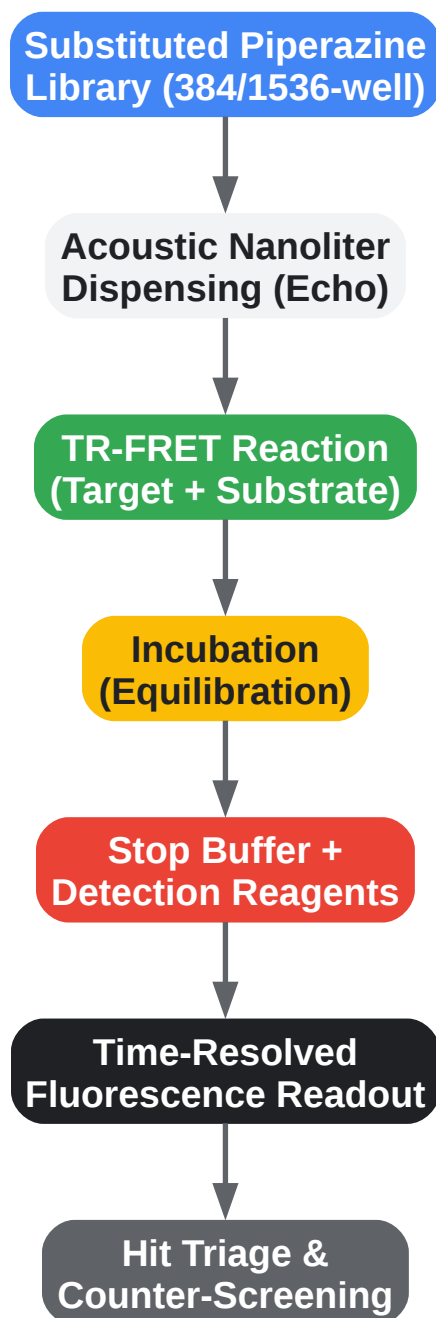 Substituted Piperazine
Library (384/1536-well)
Acoustic Nanoliter
Dispensing (Echo)
TR-FRET Reaction
(Target + Substrate)
Incubation
(Equilibration)
Stop Buffer +
Detection Reagents
Time-Resolved
Fluorescence Readout
Hit Triage &
Counter-Screening